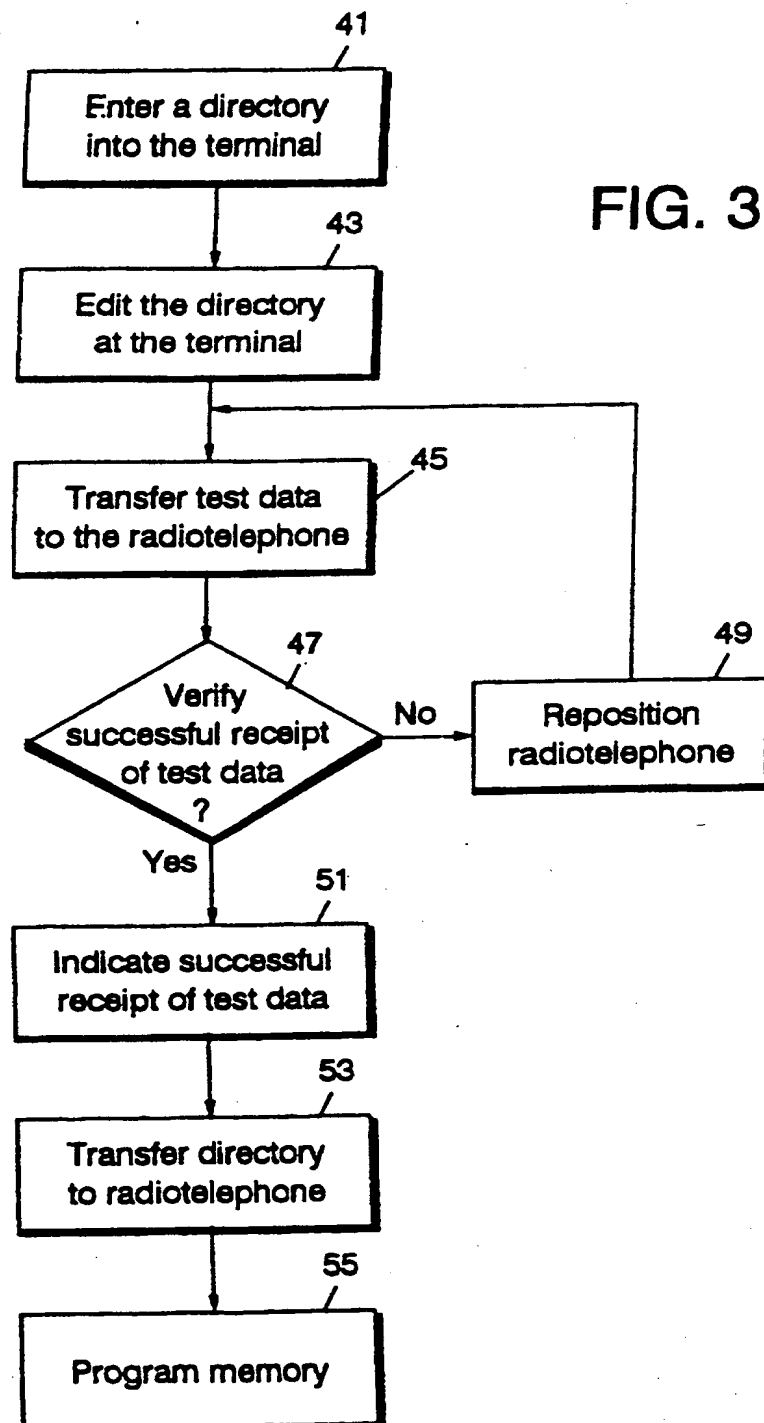 41
Enter a directory
into the terminal
FIG. 3
43
Edit the directory
at the terminal
45
Transfer test data
to the radiotelephone
47
Verify
successful receipt
of test data
?
No
49
Reposition
radiotelephone
Yes
51
Indicate successful
receipt of test data
53
Transfer directory
to radiotelephone
55
Program memory